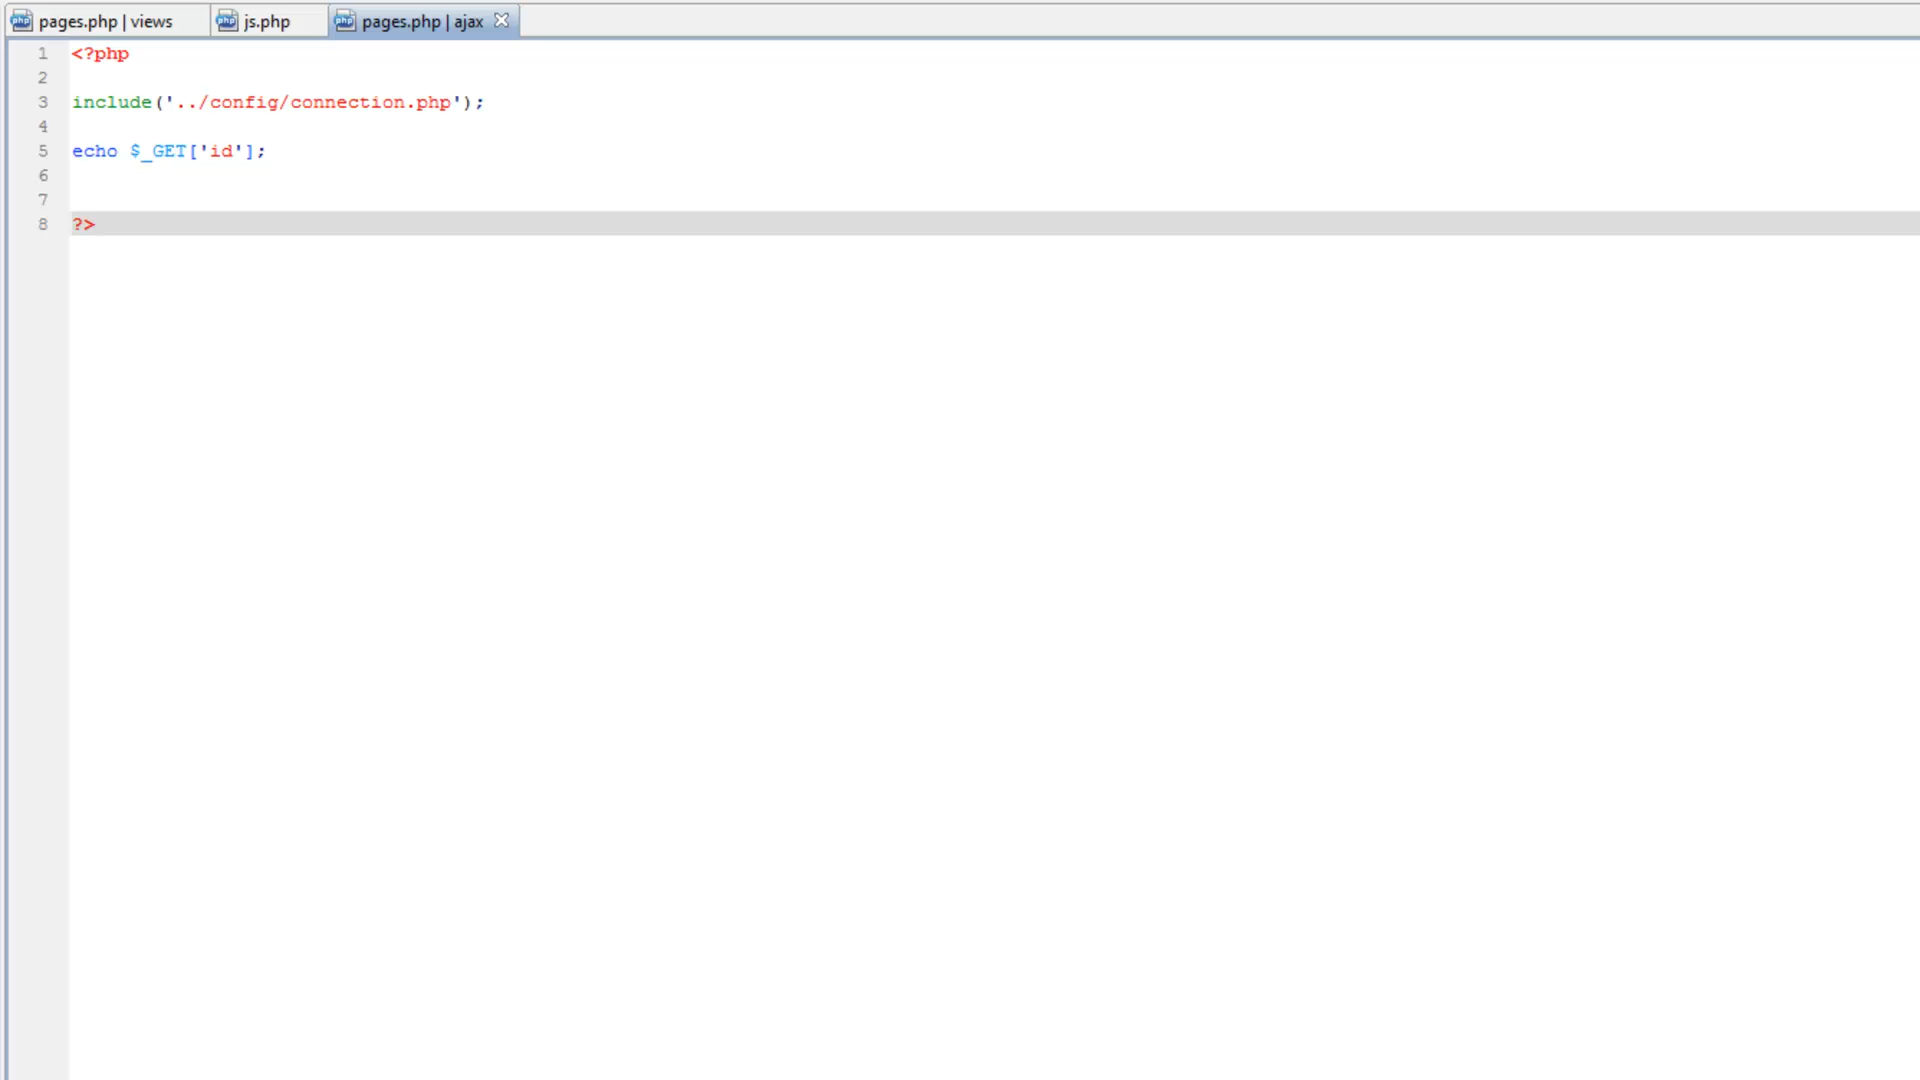 pages.php | views js.php pages.php | ajax
1 <?php
2
3 include('../config/connection.php');
4
5 echo $_GET['id'];
6
7
8 ?>